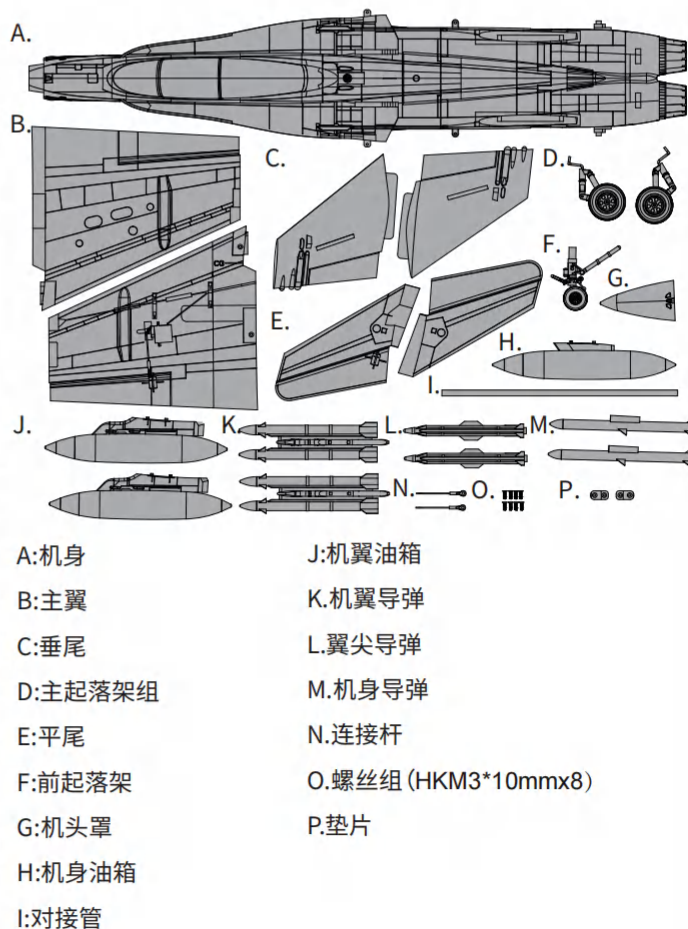 A.
B.
C.
D.
F.
G.
E.
H.
I.
J.
K.
L.
M.
N.
O.
P.
A:机身
B:主翼
C:垂尾
D:主起落架组
E:平尾
F:前起落架
G:机头罩
H:机身油箱
I:对接管
J:机翼油箱
K.机翼导弹
L.翼尖导弹
M.机身导弹
N.连接杆
O.螺丝组(HKM3*10mmx8)
P.垫片